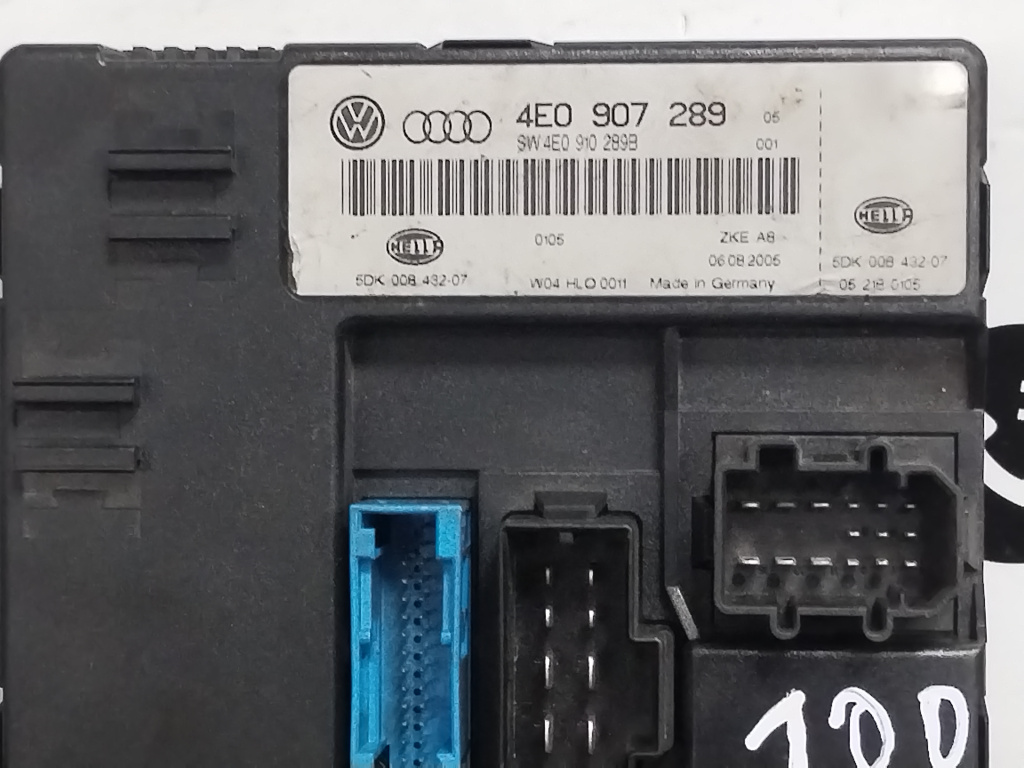 4E0 907 289 05
SW 4E0 910 289B 001
HELLA 0105 ZKE A8
06.08.2005
5DK 008 432-07 W04 HLO 0011 Made in Germany
HELLA
5DK 008 432-07
05 218 0105
100